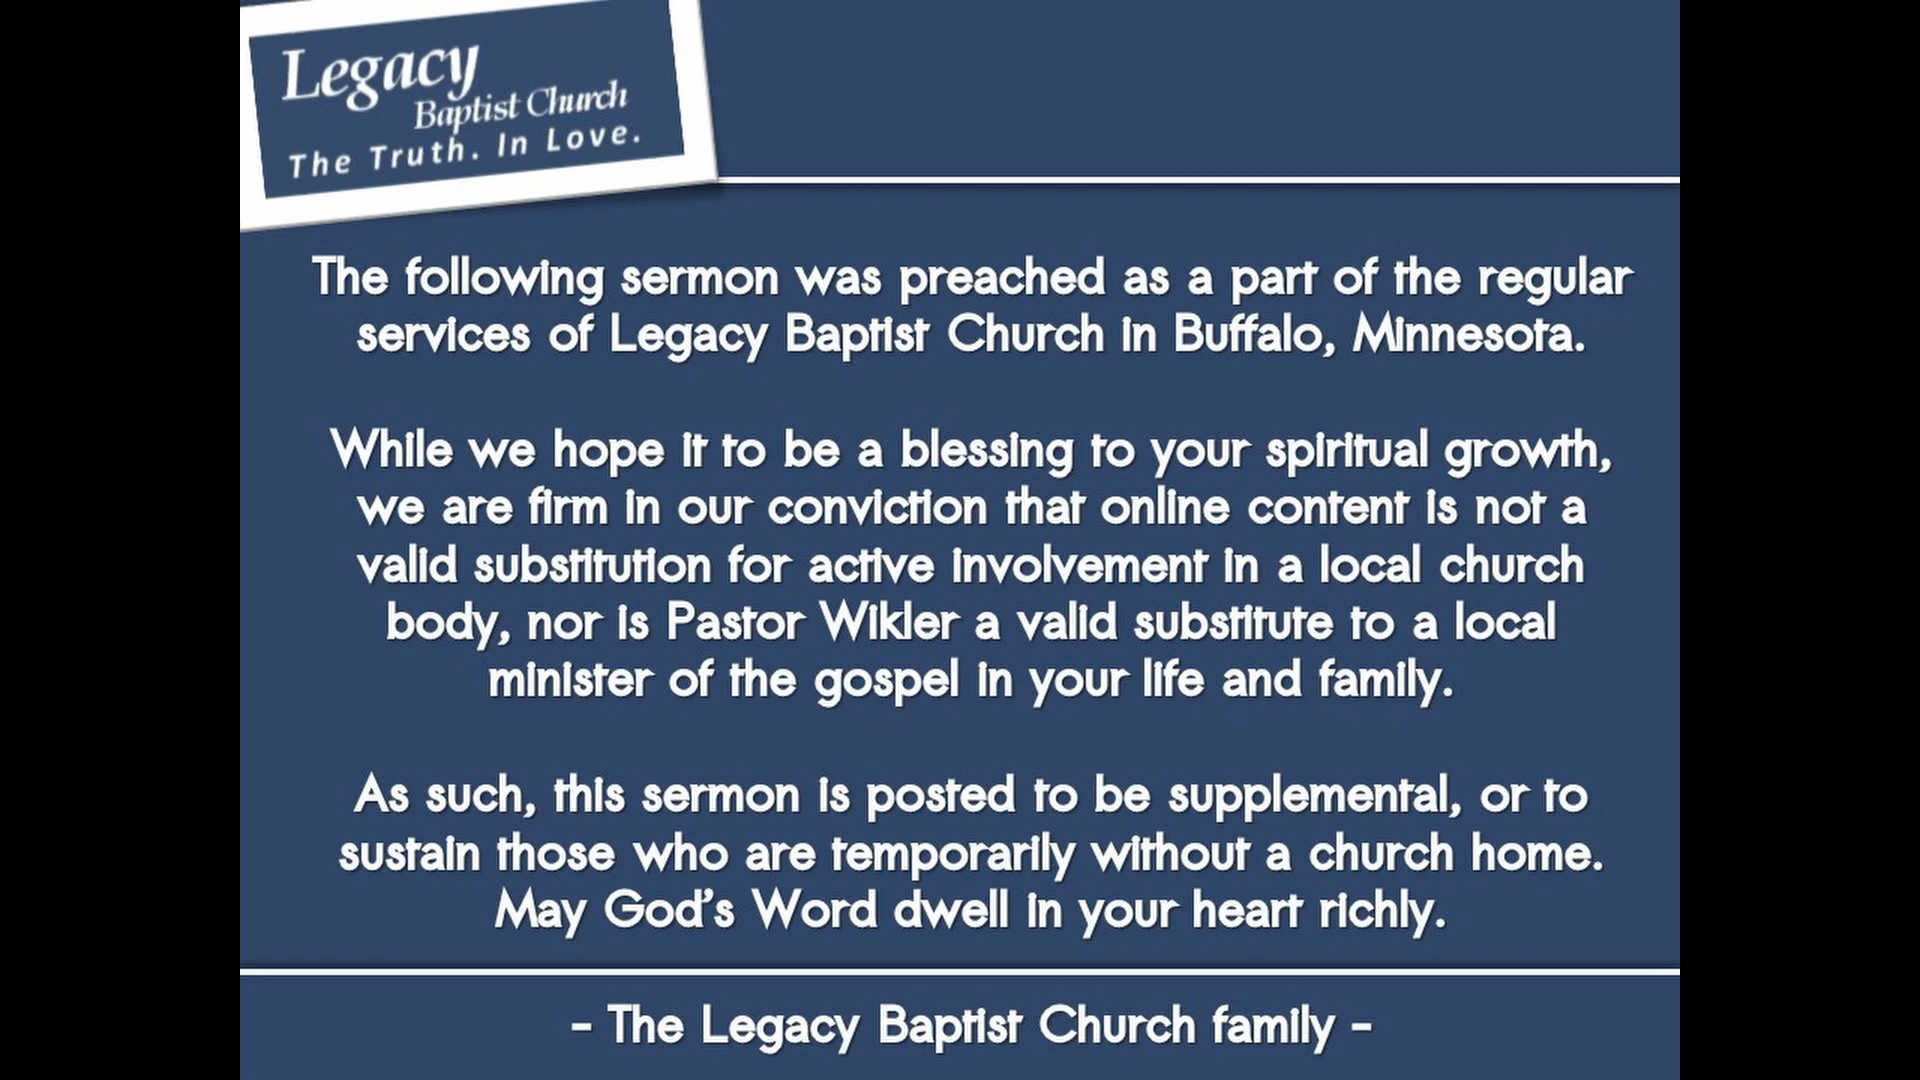 Legacy
Baptist Church
The Truth. In Love.
The following sermon was preached as a part of the regular
services of Legacy Baptist Church in Buffalo, Minnesota.
While we hope it to be a blessing to your spiritual growth,
we are firm in our conviction that online content is not a
valid substitution for active involvement in a local church
body, nor is Pastor Wikler a valid substitute to a local
minister of the gospel in your life and family.
As such, this sermon is posted to be supplemental, or to
sustain those who are temporarily without a church home.
May God's Word dwell in your heart richly.
- The Legacy Baptist Church family -